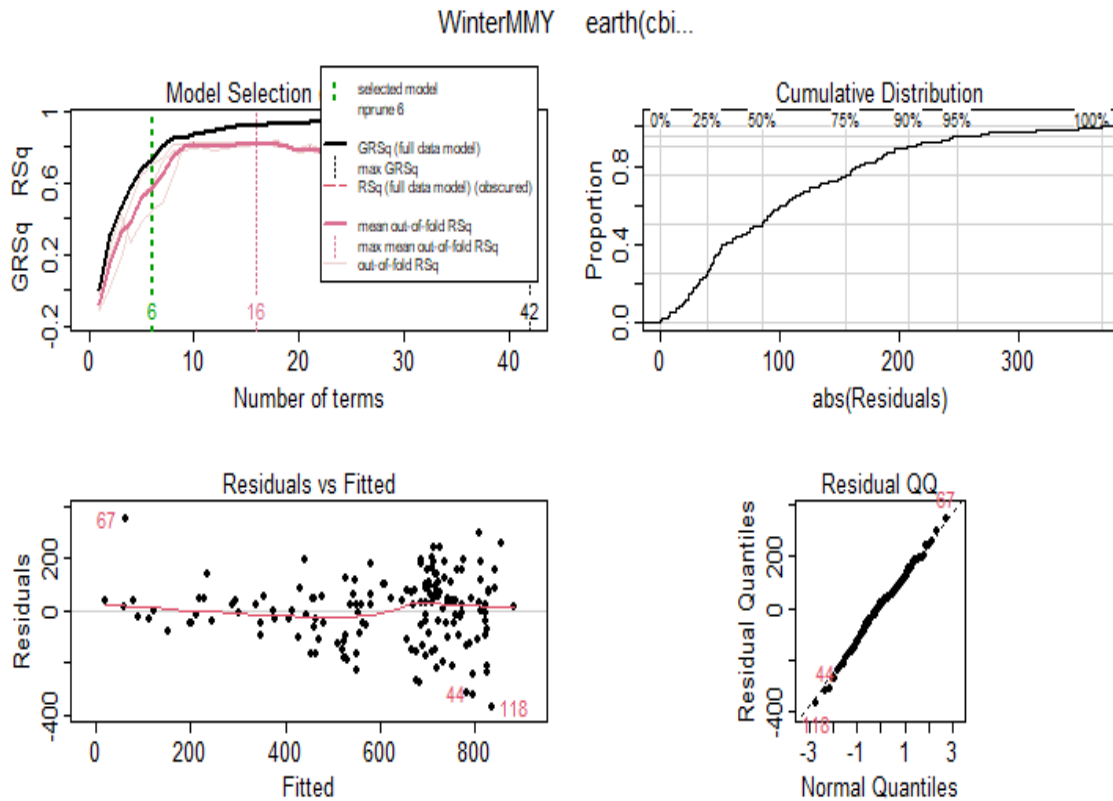 WinterMMY earth(cbi...
Model Selection
selected model
nprune 6
GRSq (full data model)
max GRSq
RSq (full data model) (obscured)
mean out-of-fold RSq
max mean out-of-fold RSq
out-of-fold RSq
GRSq RSq
-0.2 0.2 0.6 1
6 16 42
0 10 20 30 40
Number of terms
Cumulative Distribution
0% 25% 50% 75% 90% 95% 100%
Proportion
0.0 0.4 0.8
0 100 200 300
abs(Residuals)
Residuals vs Fitted
67
44 118
Residuals
-400 0 200
0 200 400 600 800
Fitted
Residual QQ
67
44
118
Residual Quantiles
-400 0 200
-3 -1 1 3
Normal Quantiles